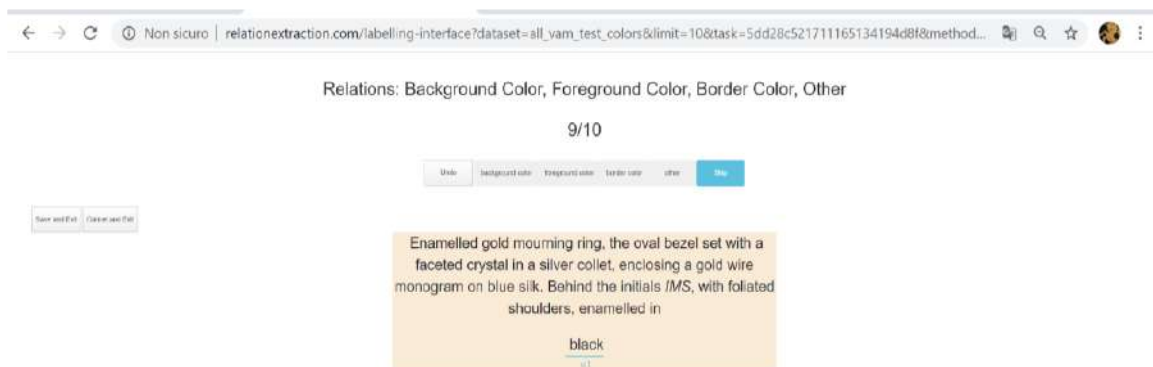 Non sicuro | relationextraction.com/labelling-interface?dataset=all_vam_test_colors&limit=10&task=5dd28c521711165134194d8f&method...
Relations: Background Color, Foreground Color, Border Color, Other
9/10
Undo background color foreground color border color other Skip
Save and Exit Cancel and Exit
Enamelled gold mourning ring, the oval bezel set with a
faceted crystal in a silver collet, enclosing a gold wire
monogram on blue silk. Behind the initials IMS, with foliated
shoulders, enamelled in
black